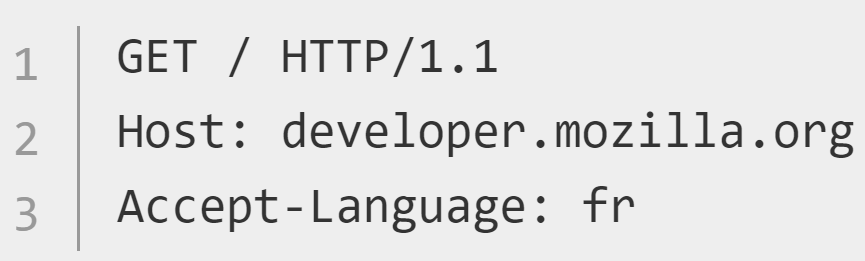 1 GET / HTTP/1.1
2 Host: developer.mozilla.org
3 Accept-Language: fr